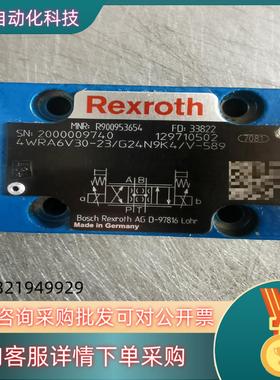 自动化科技
Rexroth
MNR: R900953654 FD: 33822
SN: 2000009740 129710502 7081
4WRA6V30-23/G24N9K4/V-589
A B
a b
P T
Bosch Rexroth AG D-97816 Lohr
Made in Germany
321949929
咨询采购批发可对公开票
客服详情下单采购